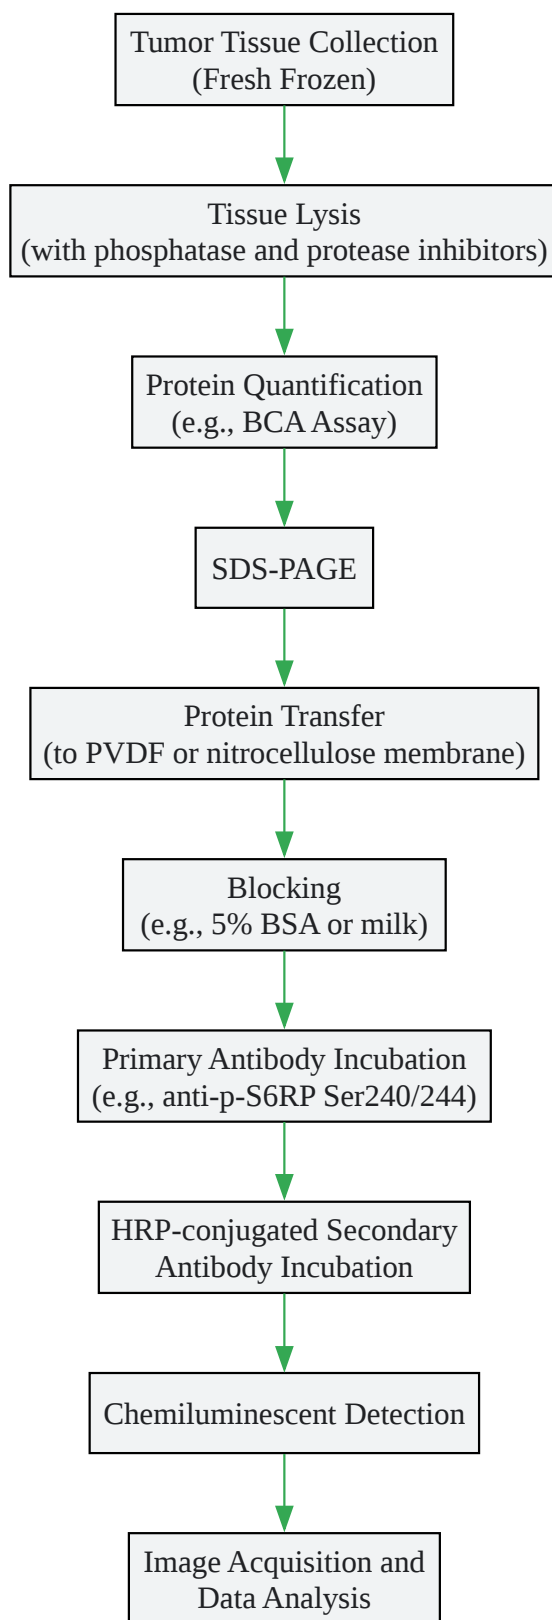 Tumor Tissue Collection
(Fresh Frozen)
Tissue Lysis
(with phosphatase and protease inhibitors)
Protein Quantification
(e.g., BCA Assay)
SDS-PAGE
Protein Transfer
(to PVDF or nitrocellulose membrane)
Blocking
(e.g., 5% BSA or milk)
Primary Antibody Incubation
(e.g., anti-p-S6RP Ser240/244)
HRP-conjugated Secondary
Antibody Incubation
Chemiluminescent Detection
Image Acquisition and
Data Analysis